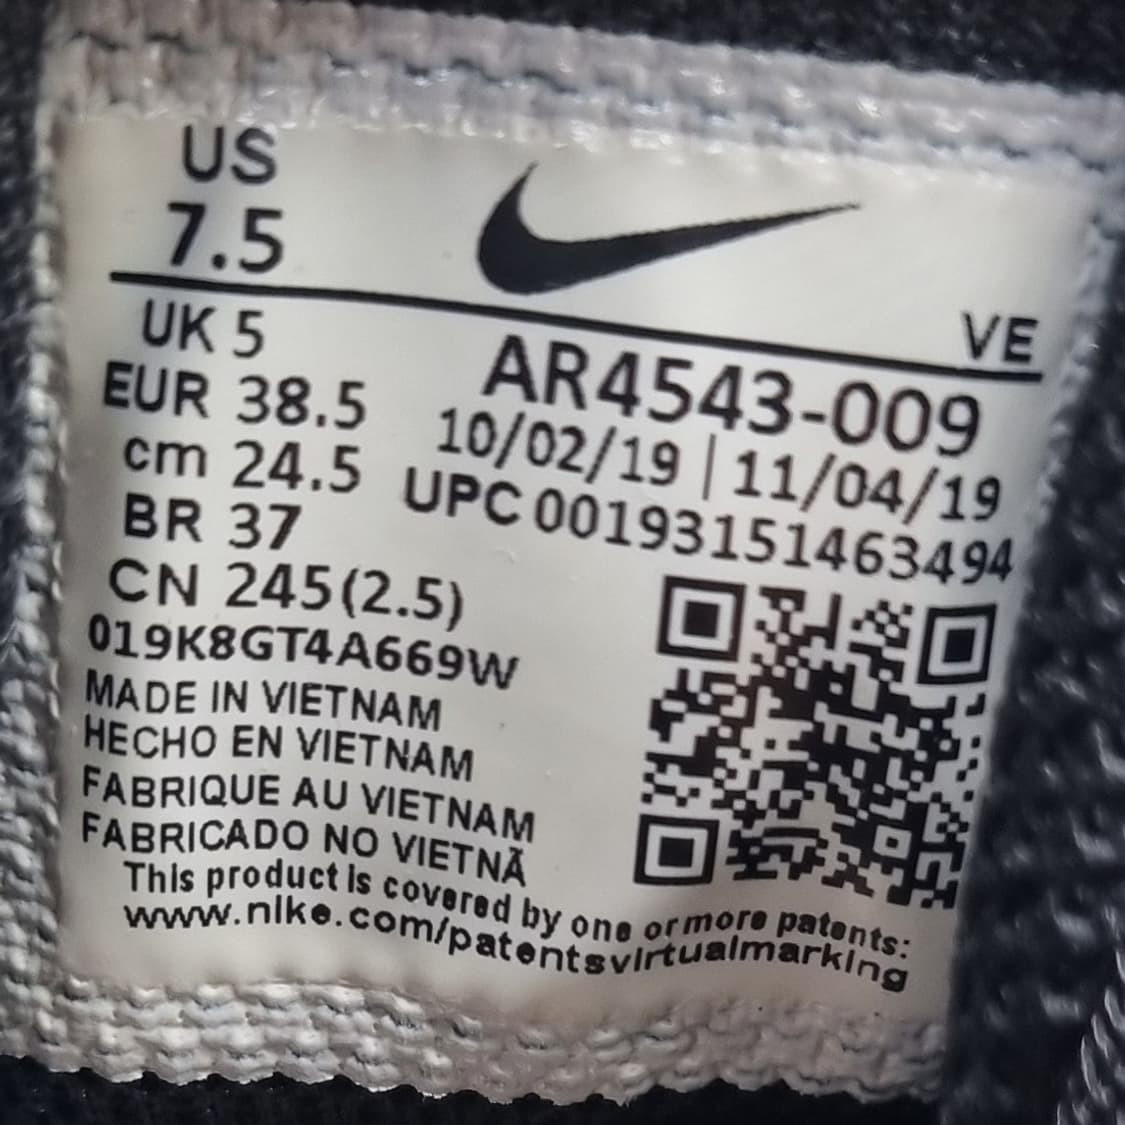 US
7.5
VE
UK 5
EUR 38.5
cm 24.5
BR 37
CN 245(2.5)
AR4543-009
10/02/19 | 11/04/19
UPC 00193151463494
019K8GT4A669W
MADE IN VIETNAM
HECHO EN VIETNAM
FABRIQUE AU VIETNAM
FABRICADO NO VIETNÃ
This product is covered by one or more patents:
www.nike.com/patentsvirtualmarking